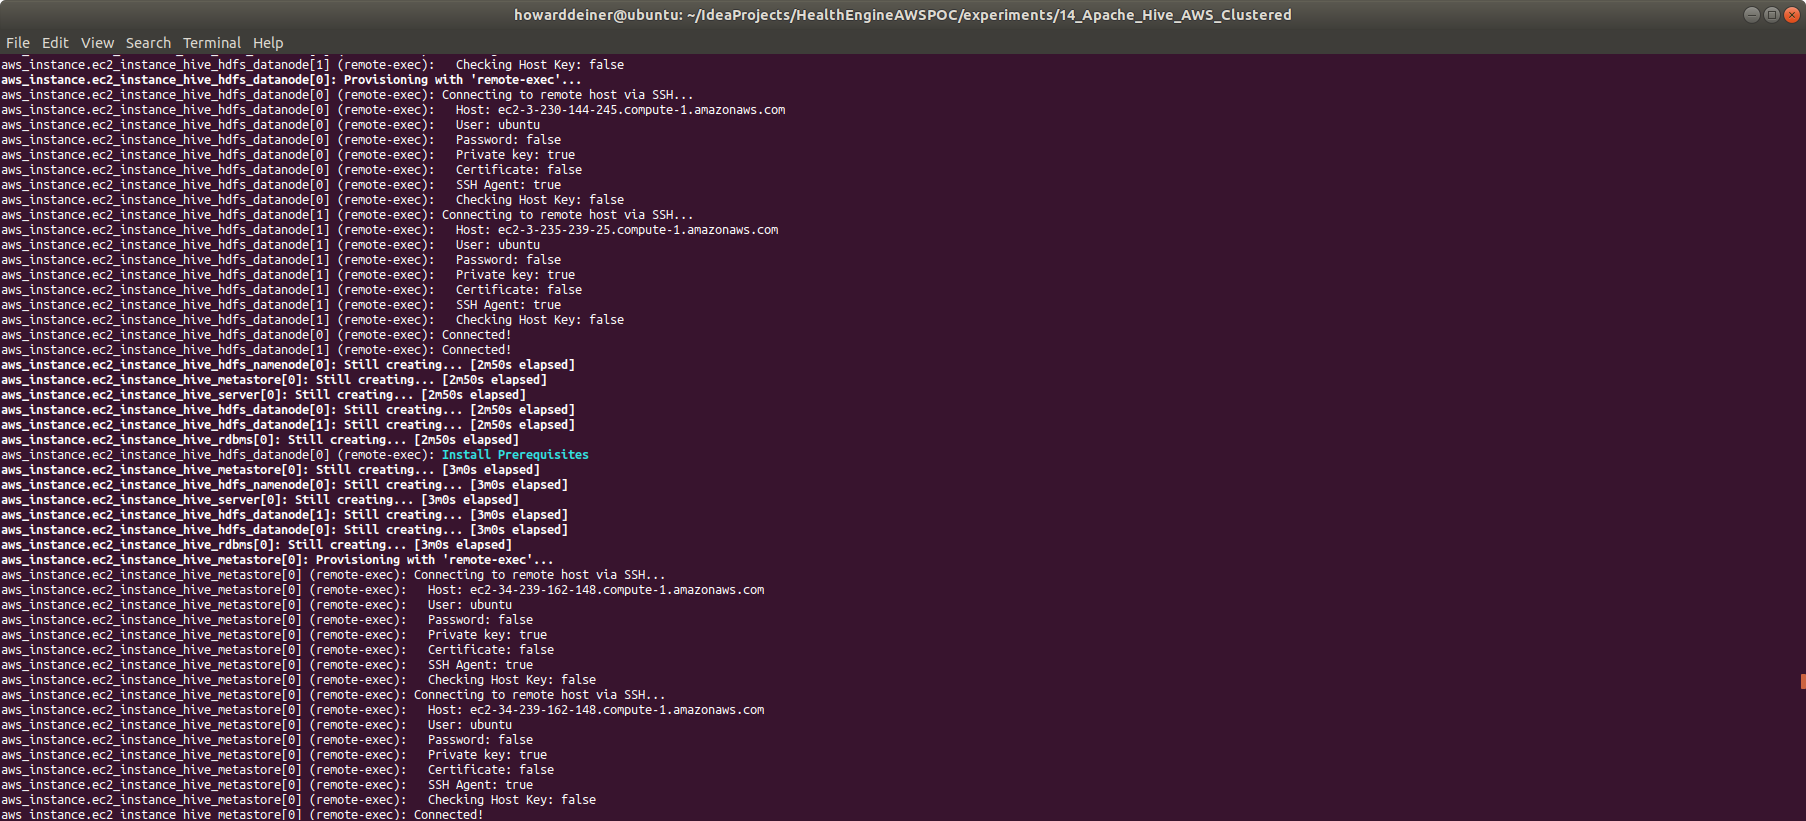 howarddeiner@ubuntu: ~/IdeaProjects/HealthEngineAWSPOC/experiments/14_Apache_Hive_AWS_Clustered
File Edit View Search Terminal Help
aws_instance.ec2_instance_hive_hdfs_datanode[1] (remote-exec):   Checking Host Key: false
aws_instance.ec2_instance_hive_hdfs_datanode[0]: Provisioning with 'remote-exec'...
aws_instance.ec2_instance_hive_hdfs_datanode[0] (remote-exec): Connecting to remote host via SSH...
aws_instance.ec2_instance_hive_hdfs_datanode[0] (remote-exec):   Host: ec2-3-230-144-245.compute-1.amazonaws.com
aws_instance.ec2_instance_hive_hdfs_datanode[0] (remote-exec):   User: ubuntu
aws_instance.ec2_instance_hive_hdfs_datanode[0] (remote-exec):   Password: false
aws_instance.ec2_instance_hive_hdfs_datanode[0] (remote-exec):   Private key: true
aws_instance.ec2_instance_hive_hdfs_datanode[0] (remote-exec):   Certificate: false
aws_instance.ec2_instance_hive_hdfs_datanode[0] (remote-exec):   SSH Agent: true
aws_instance.ec2_instance_hive_hdfs_datanode[0] (remote-exec):   Checking Host Key: false
aws_instance.ec2_instance_hive_hdfs_datanode[1] (remote-exec): Connecting to remote host via SSH...
aws_instance.ec2_instance_hive_hdfs_datanode[1] (remote-exec):   Host: ec2-3-235-239-25.compute-1.amazonaws.com
aws_instance.ec2_instance_hive_hdfs_datanode[1] (remote-exec):   User: ubuntu
aws_instance.ec2_instance_hive_hdfs_datanode[1] (remote-exec):   Password: false
aws_instance.ec2_instance_hive_hdfs_datanode[1] (remote-exec):   Private key: true
aws_instance.ec2_instance_hive_hdfs_datanode[1] (remote-exec):   Certificate: false
aws_instance.ec2_instance_hive_hdfs_datanode[1] (remote-exec):   SSH Agent: true
aws_instance.ec2_instance_hive_hdfs_datanode[1] (remote-exec):   Checking Host Key: false
aws_instance.ec2_instance_hive_hdfs_datanode[0] (remote-exec): Connected!
aws_instance.ec2_instance_hive_hdfs_datanode[1] (remote-exec): Connected!
aws_instance.ec2_instance_hive_hdfs_namenode[0]: Still creating... [2m50s elapsed]
aws_instance.ec2_instance_hive_metastore[0]: Still creating... [2m50s elapsed]
aws_instance.ec2_instance_hive_server[0]: Still creating... [2m50s elapsed]
aws_instance.ec2_instance_hive_hdfs_datanode[0]: Still creating... [2m50s elapsed]
aws_instance.ec2_instance_hive_hdfs_datanode[1]: Still creating... [2m50s elapsed]
aws_instance.ec2_instance_hive_rdbms[0]: Still creating... [2m50s elapsed]
aws_instance.ec2_instance_hive_hdfs_datanode[0] (remote-exec): Install Prerequisites
aws_instance.ec2_instance_hive_metastore[0]: Still creating... [3m0s elapsed]
aws_instance.ec2_instance_hive_hdfs_namenode[0]: Still creating... [3m0s elapsed]
aws_instance.ec2_instance_hive_server[0]: Still creating... [3m0s elapsed]
aws_instance.ec2_instance_hive_hdfs_datanode[1]: Still creating... [3m0s elapsed]
aws_instance.ec2_instance_hive_hdfs_datanode[0]: Still creating... [3m0s elapsed]
aws_instance.ec2_instance_hive_rdbms[0]: Still creating... [3m0s elapsed]
aws_instance.ec2_instance_hive_metastore[0]: Provisioning with 'remote-exec'...
aws_instance.ec2_instance_hive_metastore[0] (remote-exec): Connecting to remote host via SSH...
aws_instance.ec2_instance_hive_metastore[0] (remote-exec):   Host: ec2-34-239-162-148.compute-1.amazonaws.com
aws_instance.ec2_instance_hive_metastore[0] (remote-exec):   User: ubuntu
aws_instance.ec2_instance_hive_metastore[0] (remote-exec):   Password: false
aws_instance.ec2_instance_hive_metastore[0] (remote-exec):   Private key: true
aws_instance.ec2_instance_hive_metastore[0] (remote-exec):   Certificate: false
aws_instance.ec2_instance_hive_metastore[0] (remote-exec):   SSH Agent: true
aws_instance.ec2_instance_hive_metastore[0] (remote-exec):   Checking Host Key: false
aws_instance.ec2_instance_hive_metastore[0] (remote-exec): Connecting to remote host via SSH...
aws_instance.ec2_instance_hive_metastore[0] (remote-exec):   Host: ec2-34-239-162-148.compute-1.amazonaws.com
aws_instance.ec2_instance_hive_metastore[0] (remote-exec):   User: ubuntu
aws_instance.ec2_instance_hive_metastore[0] (remote-exec):   Password: false
aws_instance.ec2_instance_hive_metastore[0] (remote-exec):   Private key: true
aws_instance.ec2_instance_hive_metastore[0] (remote-exec):   Certificate: false
aws_instance.ec2_instance_hive_metastore[0] (remote-exec):   SSH Agent: true
aws_instance.ec2_instance_hive_metastore[0] (remote-exec):   Checking Host Key: false
aws_instance.ec2_instance_hive_metastore[0] (remote-exec): Connected!